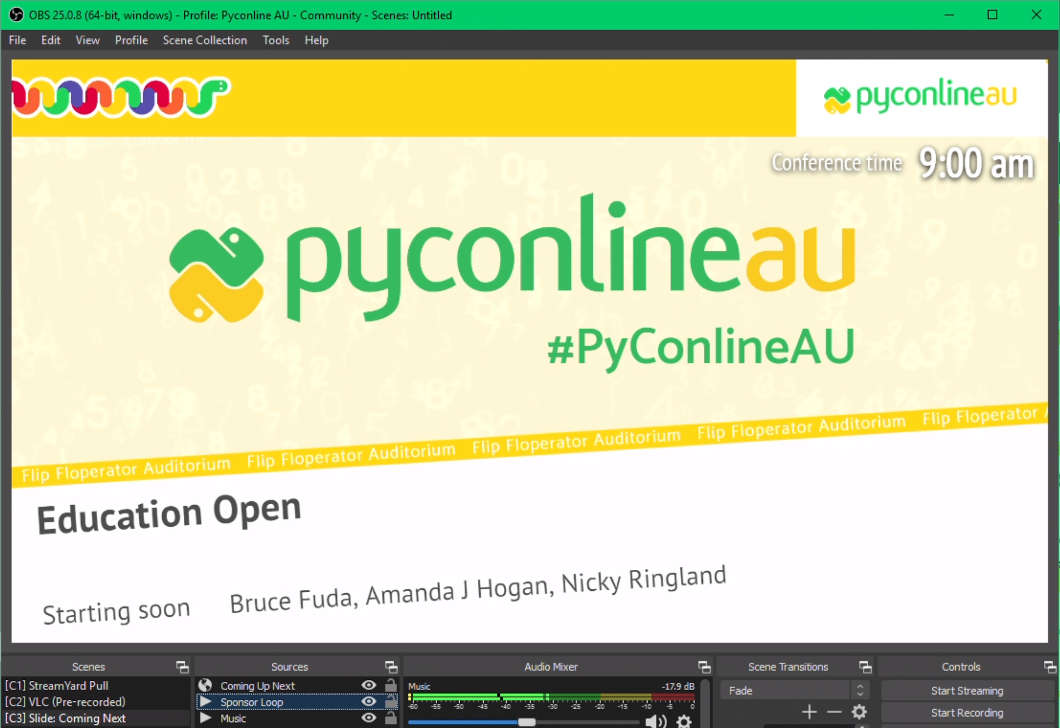 OBS 25.0.8 (64-bit, windows) - Profile: Pyconline AU - Community - Scenes: Untitled
File Edit View Profile Scene Collection Tools Help
pyconlineau
Conference time 9:00 am
pyconlineau
#PyConlineAU
Flip Floperator Auditorium Flip Floperator Auditorium Flip Floperator Auditorium Flip Floperator Auditorium Flip Floperator A
Education Open
Starting soon Bruce Fuda, Amanda J Hogan, Nicky Ringland
Scenes Sources Audio Mixer Scene Transitions Controls
[C1] StreamYard Pull
[C2] VLC (Pre-recorded)
[C3] Slide: Coming Next
Coming Up Next
Sponsor Loop
Music
Music -17.9 dB
-60 -55 -50 -45 -40 -35 -30 -25 -20 -15 -10 -5 0
Fade
Start Streaming
Start Recording